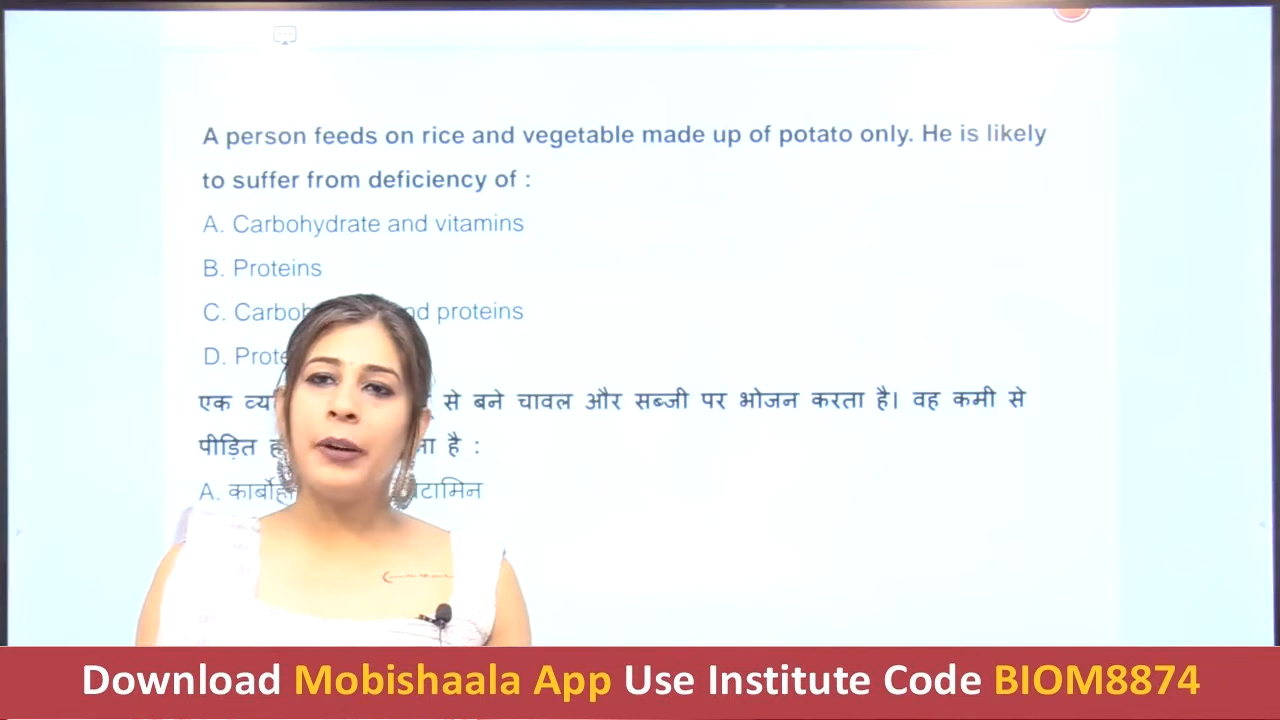 A person feeds on rice and vegetable made up of potato only. He is likely
to suffer from deficiency of :
A. Carbohydrate and vitamins
B. Proteins
C. and proteins
D.
एक से बने चावल और सब्जी पर भोजन करता है। वह कमी से
पीड़ित है :
A.
Download Mobishaala App Use Institute Code BIOM8874